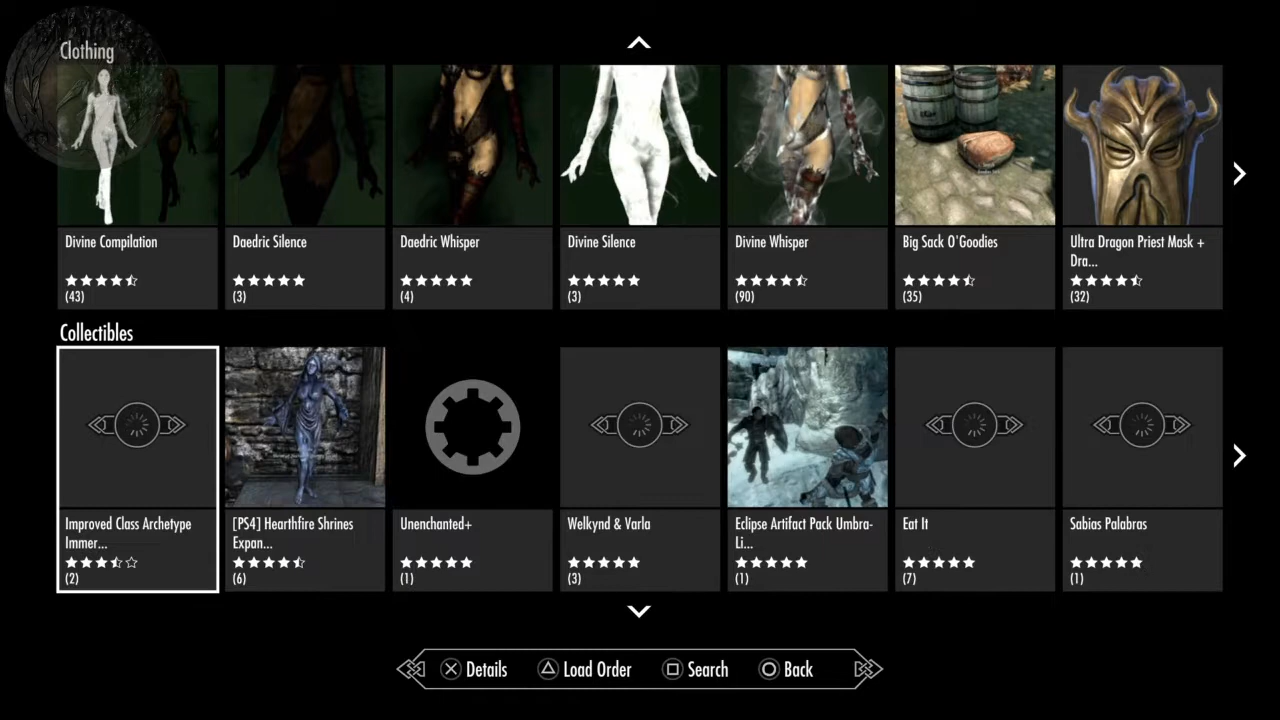 Clothing
Divine Compilation
(43)
Daedric Silence
(3)
Daedric Whisper
(4)
Divine Silence
(3)
Divine Whisper
(90)
Big Sack O'Goodies
(35)
Ultra Dragon Priest Mask +
Dra...
(32)
Collectibles
Improved Class Archetype
Immer...
(2)
[PS4] Hearthfire Shrines
Expan...
(6)
Unenchanted+
(1)
Welkynd & Varla
(3)
Eclipse Artifact Pack Umbra-
Li...
(1)
Eat It
(7)
Sabias Palabras
(1)
Details
Load Order
Search
Back